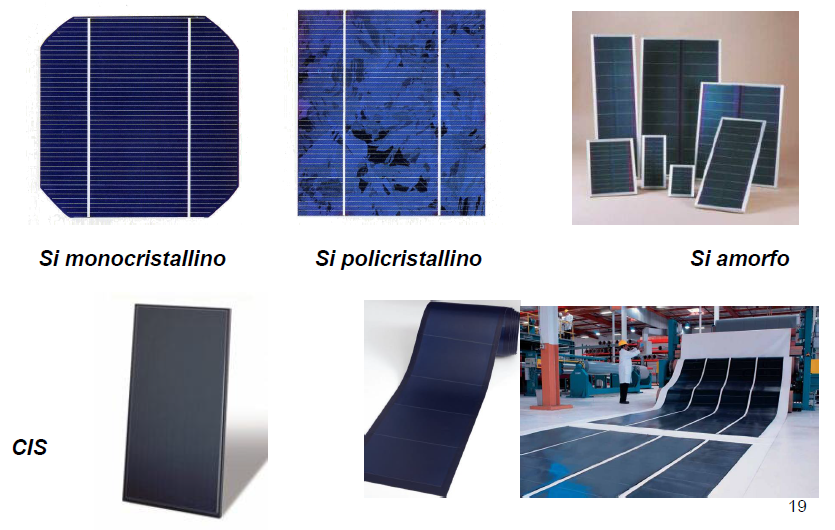 Si monocristallino
Si policristallino
Si amorfo
CIS
19